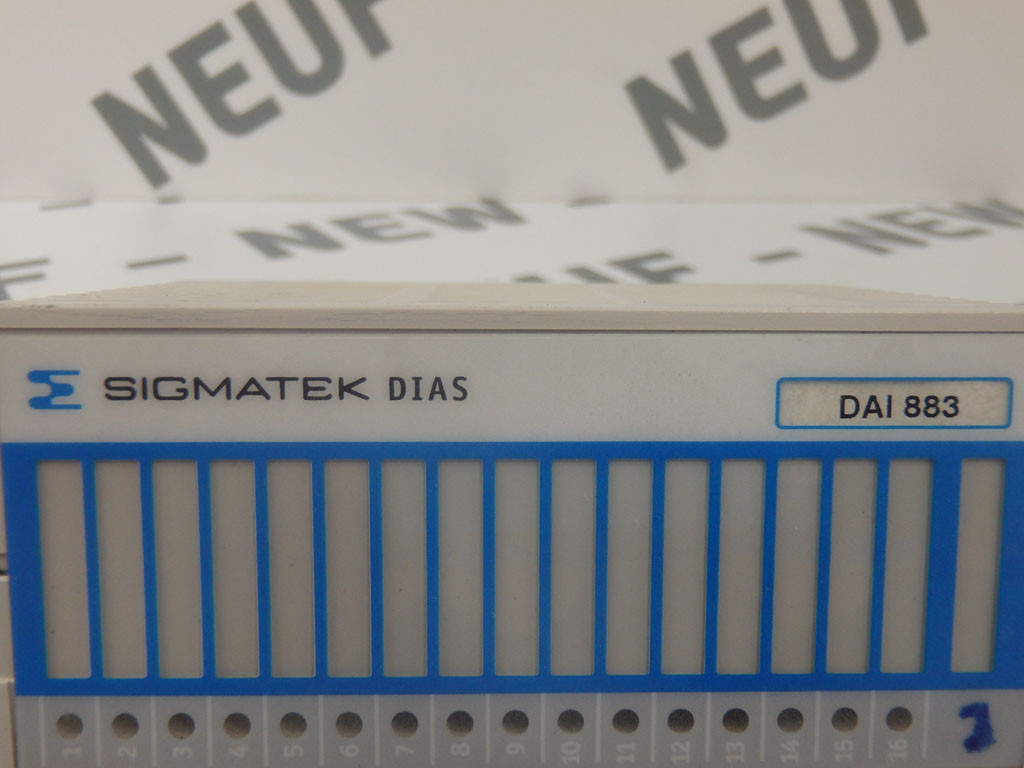 NEUF NEUF
- NEW - - NEW
SIGMATEK DIAS
DAI 883
1 2 3 4 5 6 7 8 9 10 11 12 13 14 15 16